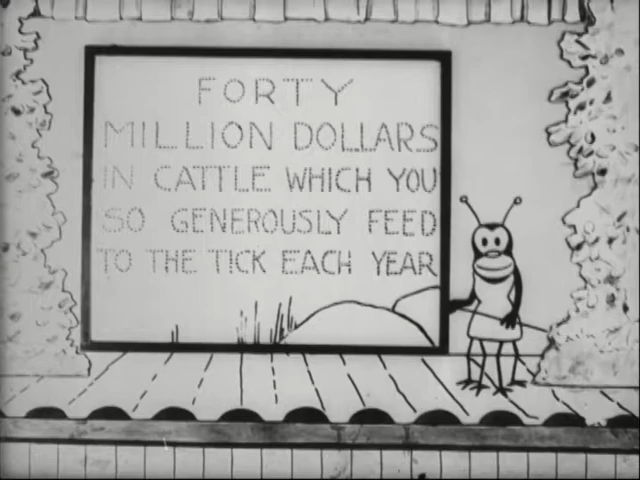 FORTY
MILLION DOLLARS
IN CATTLE WHICH YOU
SO GENEROUSLY FEED
TO THE TICK EACH YEAR